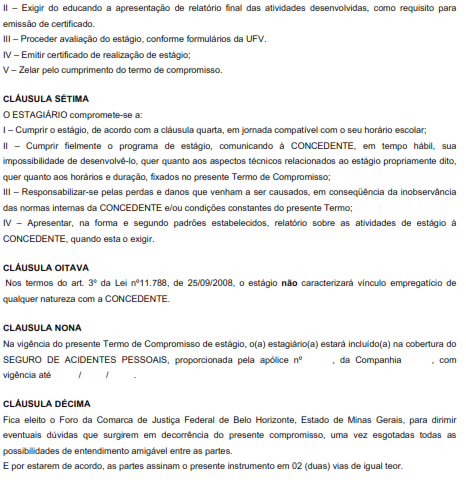 II – Exigir do educando a apresentação de relatório final das atividades desenvolvidas, como requisito para
emissão de certificado.
III – Proceder avaliação do estágio, conforme formulários da UFV.
IV – Emitir certificado de realização de estágio;
V – Zelar pelo cumprimento do termo de compromisso.
CLÁUSULA SÉTIMA
O ESTAGIÁRIO compromete-se a:
I – Cumprir o estágio, de acordo com a cláusula quarta, em jornada compatível com o seu horário escolar;
II – Cumprir fielmente o programa de estágio, comunicando à CONCEDENTE, em tempo hábil, sua
impossibilidade de desenvolvê-lo, quer quanto aos aspectos técnicos relacionados ao estágio propriamente dito,
quer quanto aos horários e duração, fixados no presente Termo de Compromisso;
III – Responsabilizar-se pelas perdas e danos que venham a ser causados, em conseqüência da inobservância
das normas internas da CONCEDENTE e/ou condições constantes do presente Termo;
IV – Apresentar, na forma e segundo padrões estabelecidos, relatório sobre as atividades de estágio à
CONCEDENTE, quando esta o exigir.
CLÁUSULA OITAVA
Nos termos do art. 3º da Lei nº11.788, de 25/09/2008, o estágio não caracterizará vínculo empregatício de
qualquer natureza com a CONCEDENTE.
CLAUSULA NONA
Na vigência do presente Termo de Compromisso de estágio, o(a) estagiário(a) estará incluído(a) na cobertura do
SEGURO DE ACIDENTES PESSOAIS, proporcionada pela apólice nº , da Companhia , com
vigência até / / .
CLÁUSULA DÉCIMA
Fica eleito o Foro da Comarca de Justiça Federal de Belo Horizonte, Estado de Minas Gerais, para dirimir
eventuais dúvidas que surgirem em decorrência do presente compromisso, uma vez esgotadas todas as
possibilidades de entendimento amigável entre as partes.
E por estarem de acordo, as partes assinam o presente instrumento em 02 (duas) vias de igual teor.